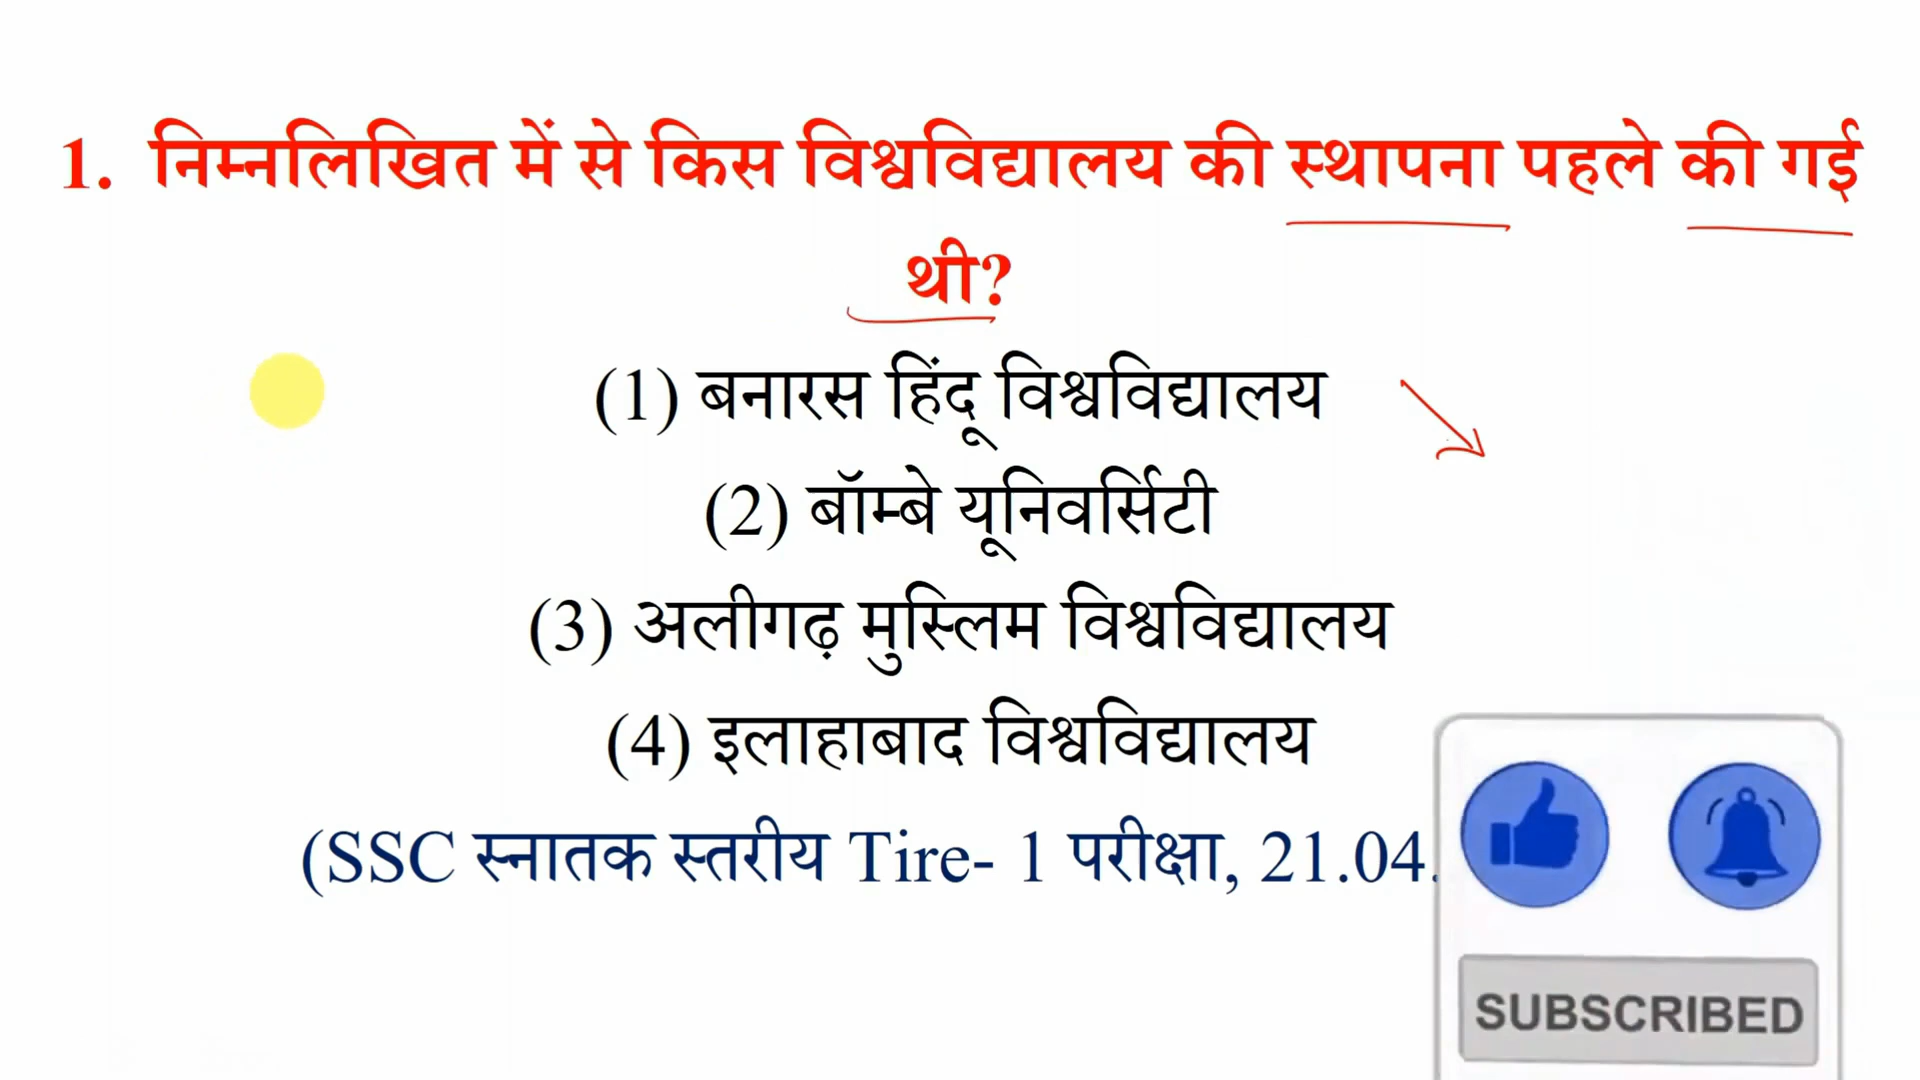 1. निम्नलिखित में से किस विश्वविद्यालय की स्थापना पहले की गई
थी?
(1) बनारस हिंदू विश्वविद्यालय
(2) बॉम्बे यूनिवर्सिटी
(3) अलीगढ़ मुस्लिम विश्वविद्यालय
(4) इलाहाबाद विश्वविद्यालय
(SSC स्नातक स्तरीय Tire- 1 परीक्षा, 21.04.
SUBSCRIBED